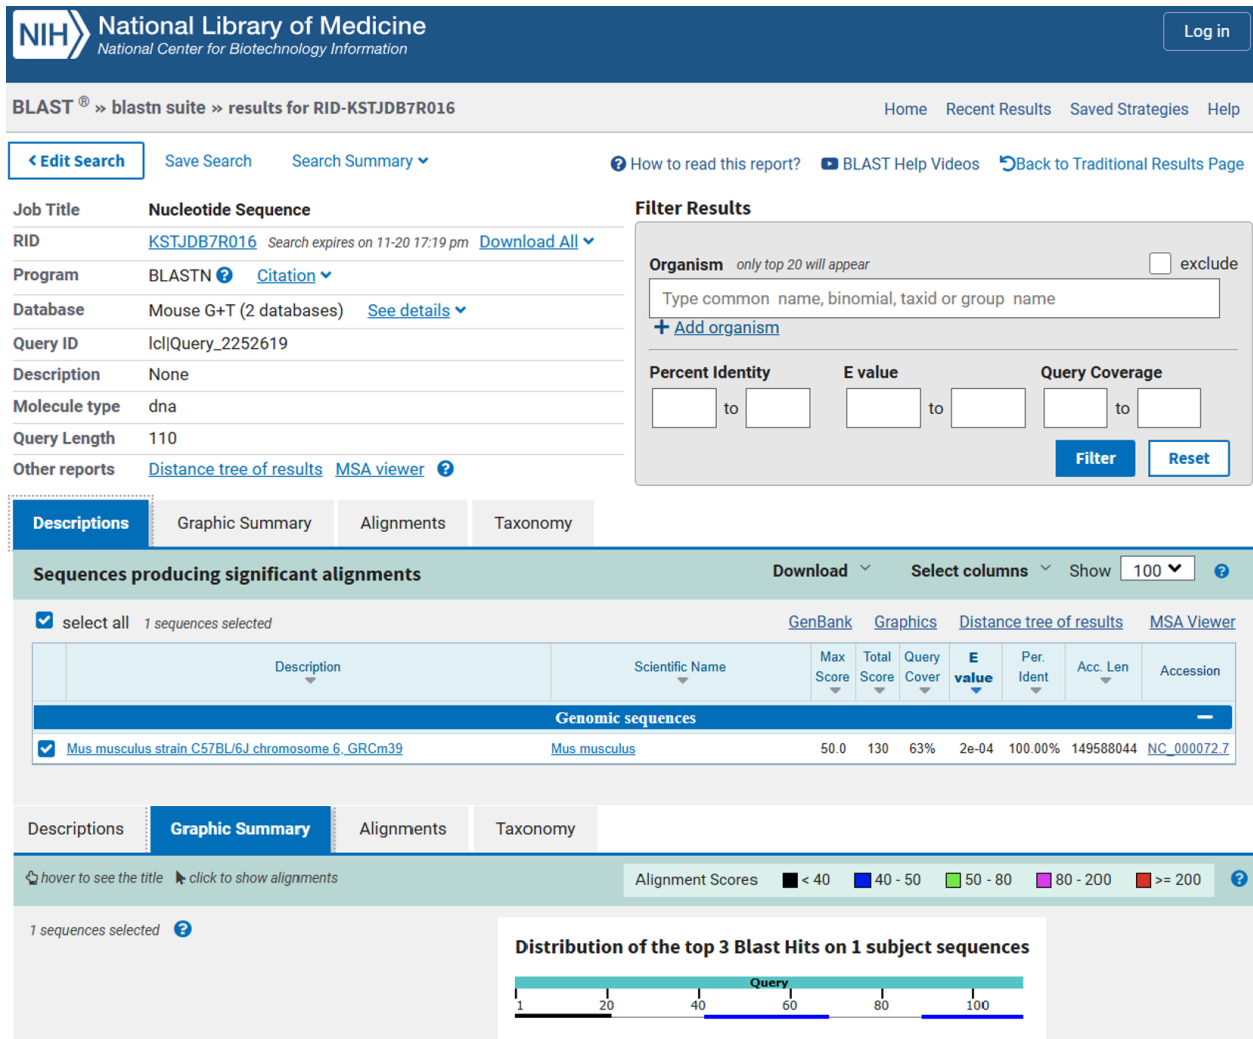 NIH National Library of Medicine
National Center for Biotechnology Information
Log in
BLAST ® » blastn suite » results for RID-KSTJDB7R016
Home Recent Results Saved Strategies Help
< Edit Search Save Search Search Summary
How to read this report? BLAST Help Videos Back to Traditional Results Page
Job Title Nucleotide Sequence
RID KSTJDB7R016 Search expires on 11-20 17:19 pm Download All
Program BLASTN Citation
Database Mouse G+T (2 databases) See details
Query ID lcl|Query_2252619
Description None
Molecule type dna
Query Length 110
Other reports Distance tree of results MSA viewer
Filter Results
Organism only top 20 will appear exclude
Type common name, binomial, taxid or group name
+ Add organism
Percent Identity E value Query Coverage
to to to
Filter Reset
Descriptions Graphic Summary Alignments Taxonomy
Sequences producing significant alignments Download Select columns Show 100
select all 1 sequences selected GenBank Graphics Distance tree of results MSA Viewer
Description Scientific Name Max Score Total Score Query Cover E value Per. Ident Acc. Len Accession
Genomic sequences
Mus musculus strain C57BL/6J chromosome 6, GRCm39 Mus musculus 50.0 130 63% 2e-04 100.00% 149588044 NC_000072.7
Descriptions Graphic Summary Alignments Taxonomy
hover to see the title click to show alignments Alignment Scores < 40 40 - 50 50 - 80 80 - 200 >= 200
1 sequences selected
Distribution of the top 3 Blast Hits on 1 subject sequences
Query
1 20 40 60 80 100